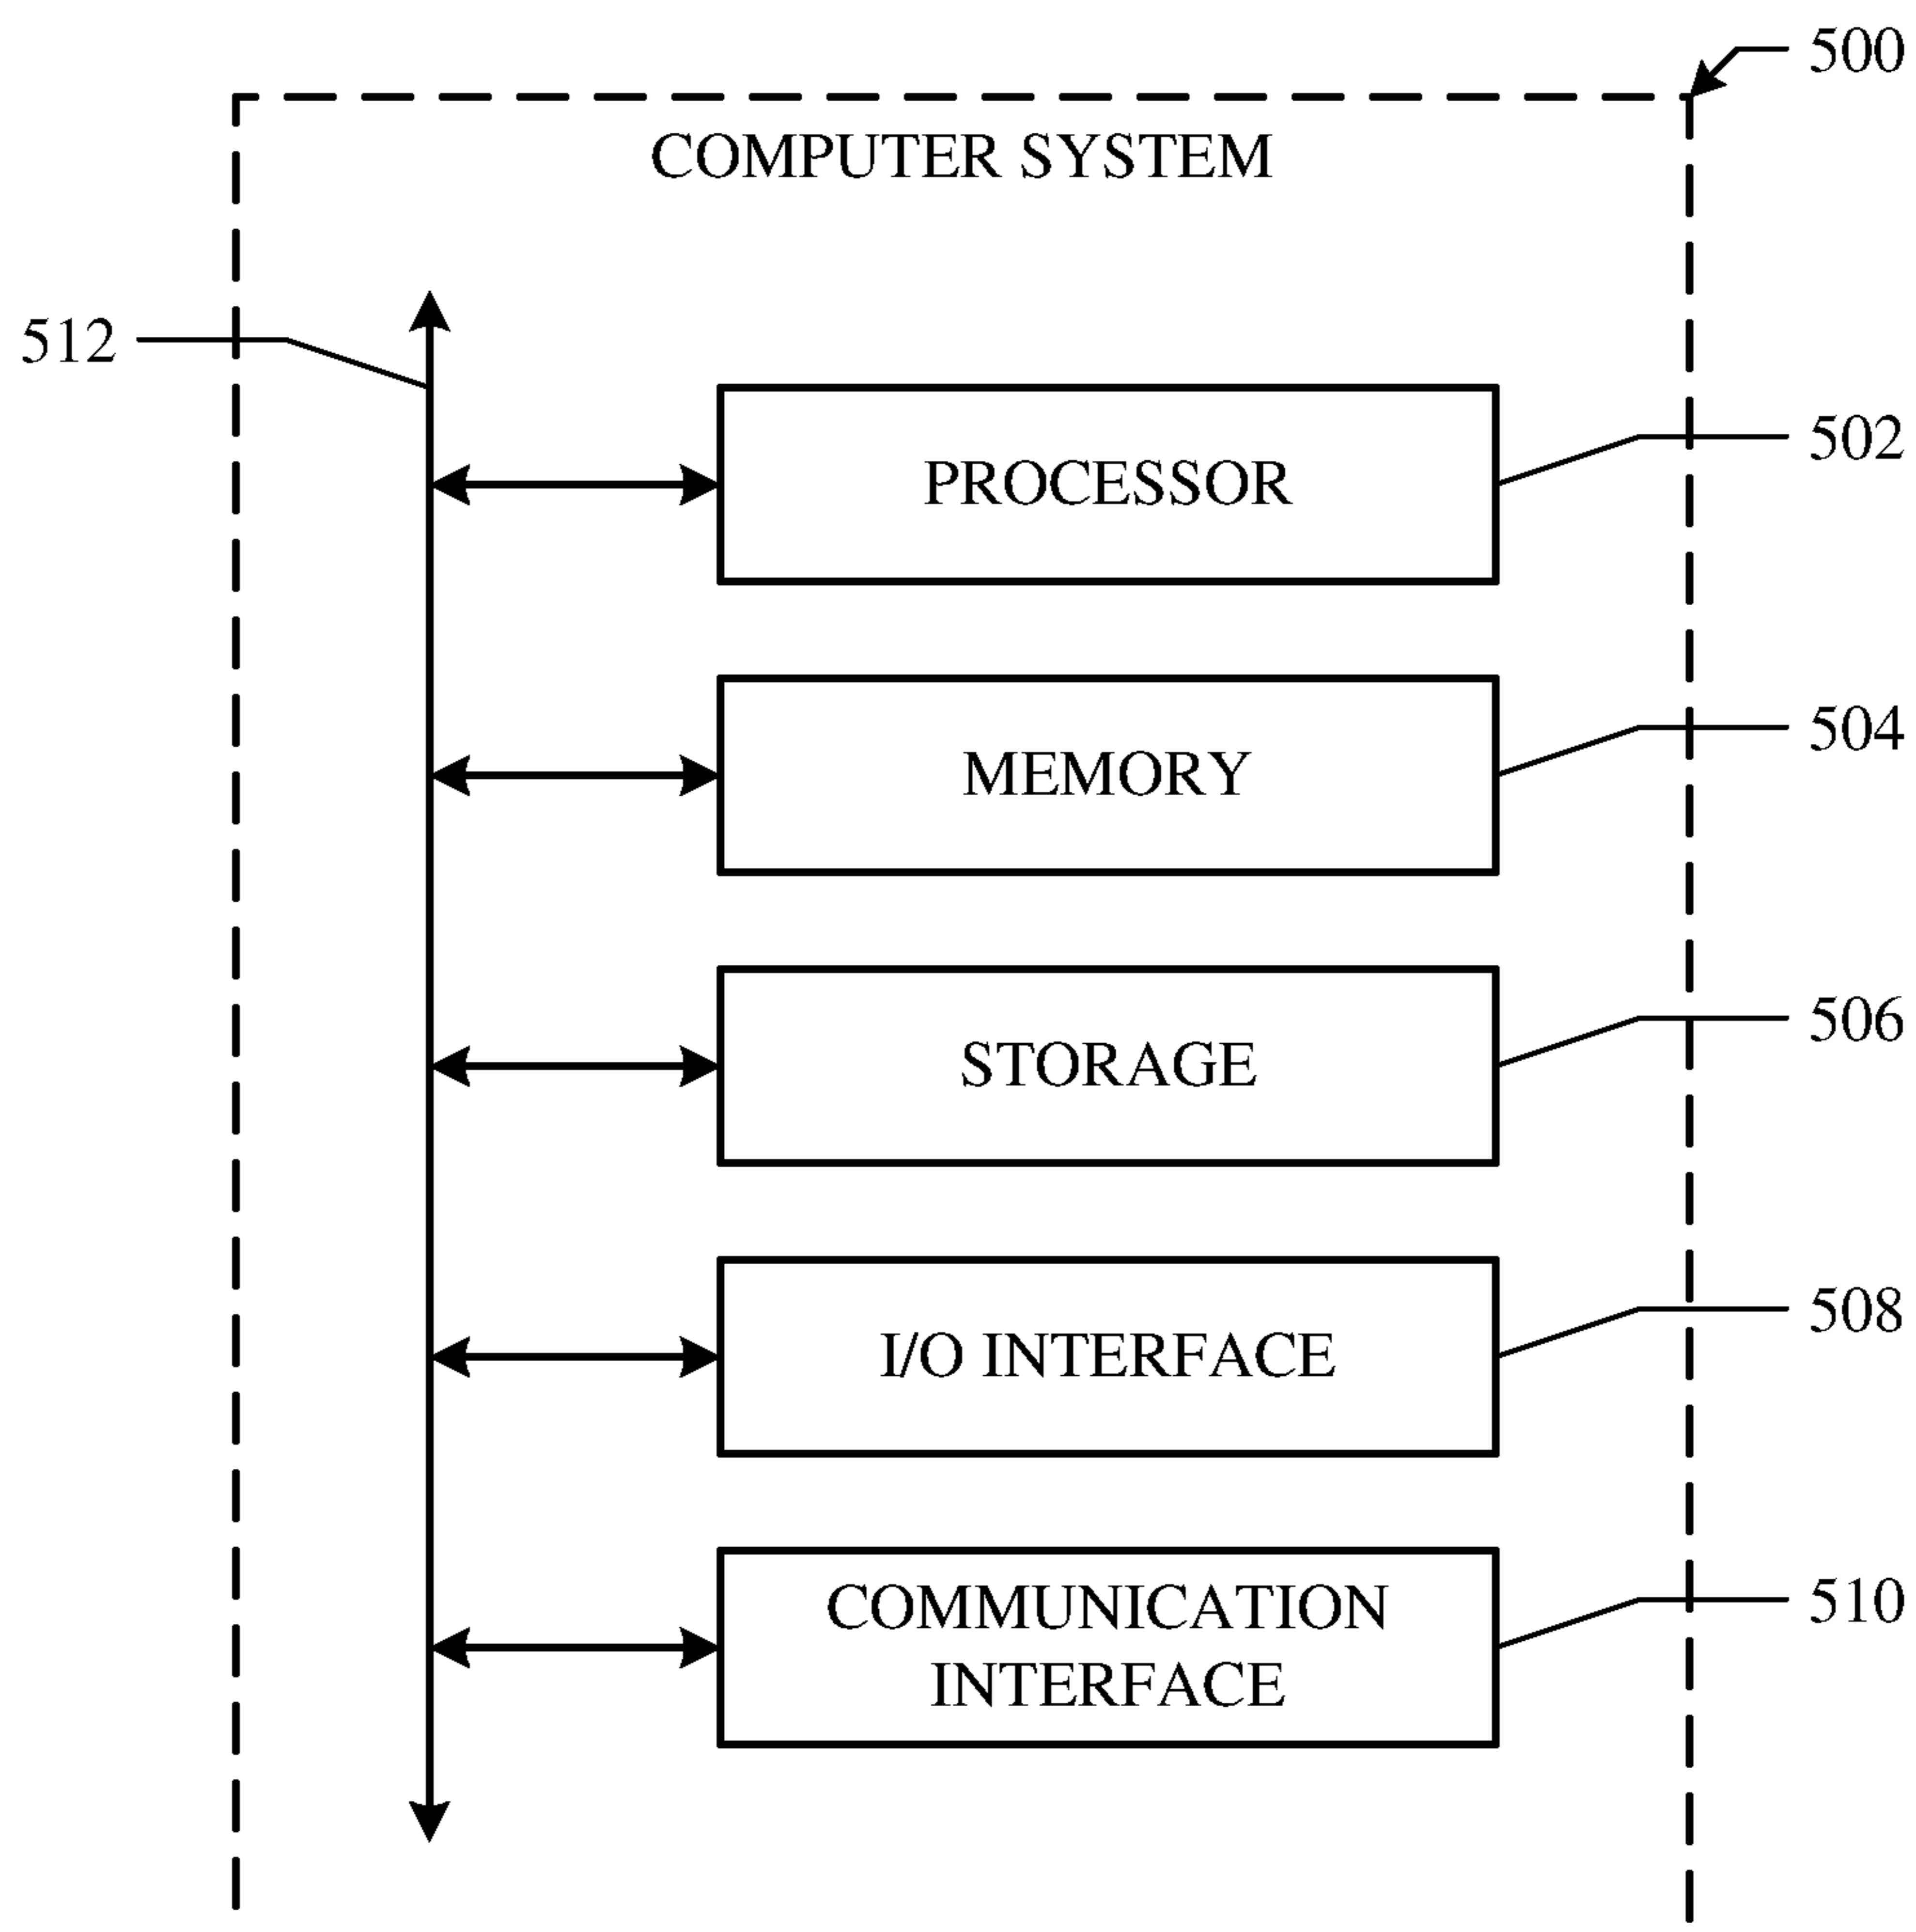 500
COMPUTER SYSTEM
512
PROCESSOR
502
MEMORY
504
STORAGE
506
I/O INTERFACE
508
COMMUNICATION
INTERFACE
510